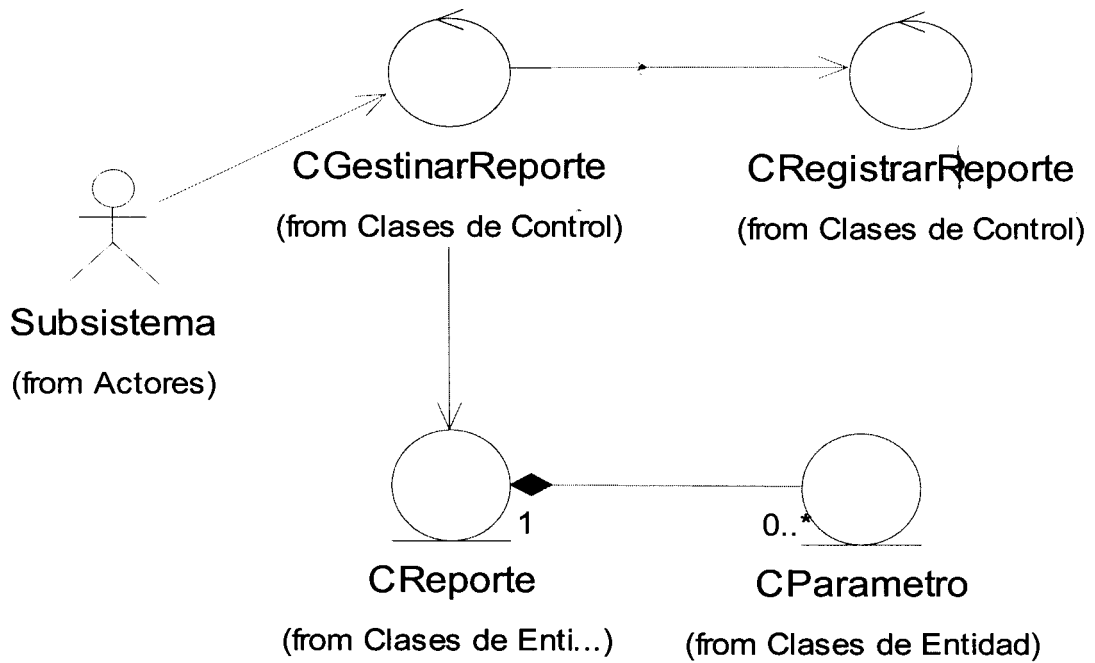 CGestinarReporte
(from Clases de Control)
CRegistrarReporte
(from Clases de Control)
Subsistema
(from Actores)
1
0..*
CReporte
(from Clases de Enti...)
CParametro
(from Clases de Entidad)